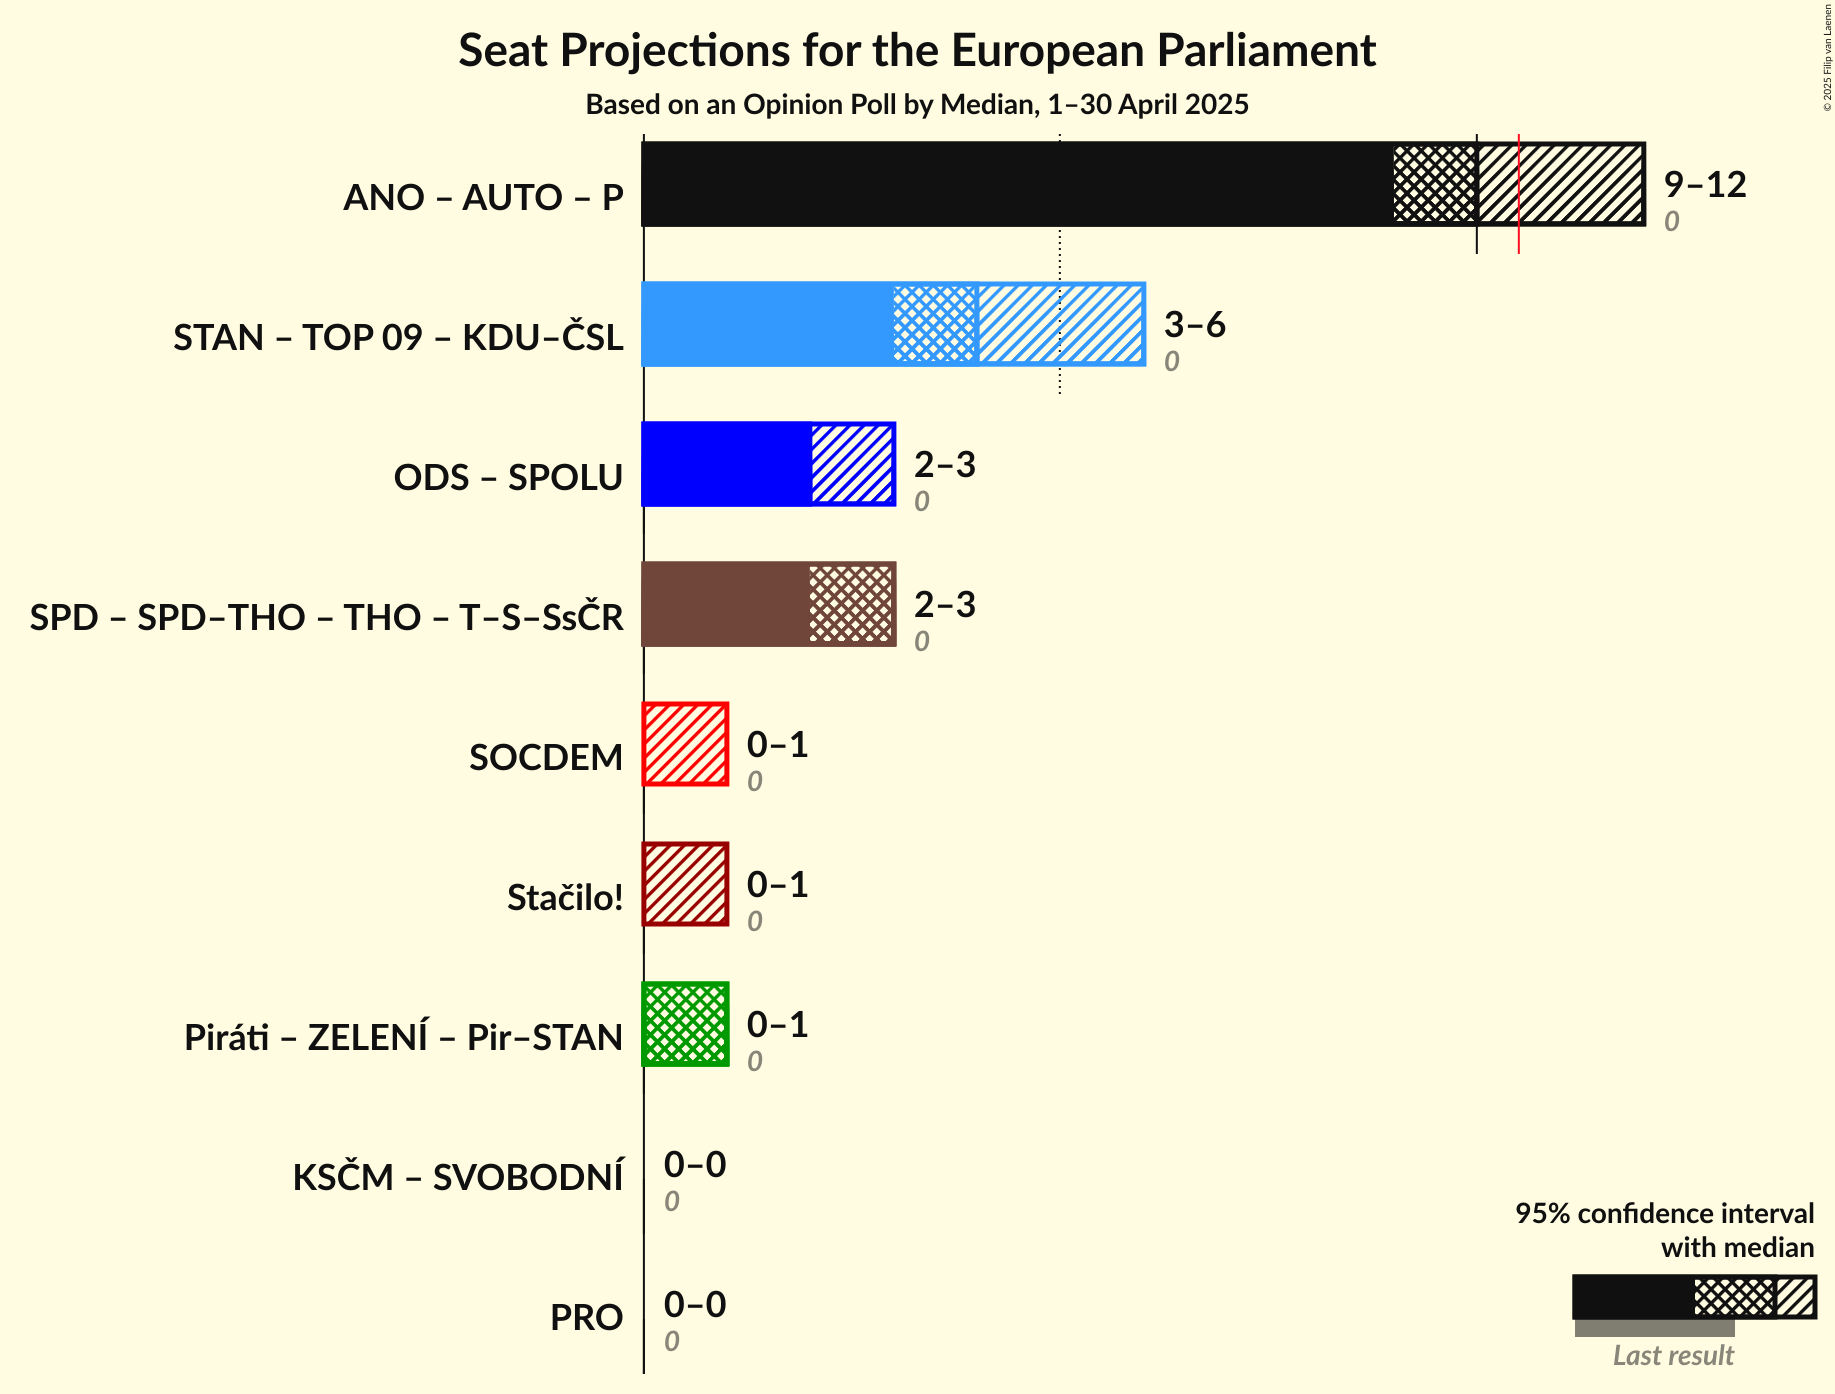 Seat Projections for the European Parliament
Based on an Opinion Poll by Median, 1–30 April 2025
© 2025 Filip van Laenen
ANO – AUTO – P
9–12
0
STAN – TOP 09 – KDU–ČSL
3–6
0
ODS – SPOLU
2–3
0
SPD – SPD–THO – THO – T–S–SsČR
2–3
0
SOCDEM
0–1
0
Stačilo!
0–1
0
Piráti – ZELENÍ – Pir–STAN
0–1
0
KSČM – SVOBODNÍ
0–0
0
PRO
0–0
0
95% confidence interval
with median
Last result